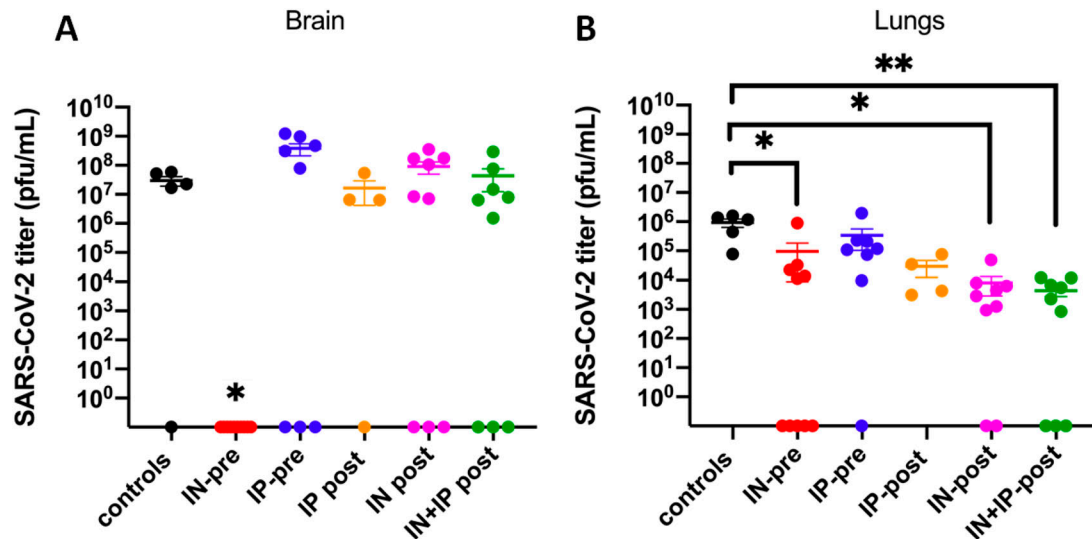 A
Brain
SARS-CoV-2 titer (pfu/mL)
10^10
10^9
10^8
10^7
10^6
10^5
10^4
10^3
10^2
10^1
10^0
*
controls
IN-pre
IP-pre
IP post
IN post
IN+IP post
B
Lungs
SARS-CoV-2 titer (pfu/mL)
10^10
10^9
10^8
10^7
10^6
10^5
10^4
10^3
10^2
10^1
10^0
**
*
*
controls
IN-pre
IP-pre
IP-post
IN-post
IN+IP-post